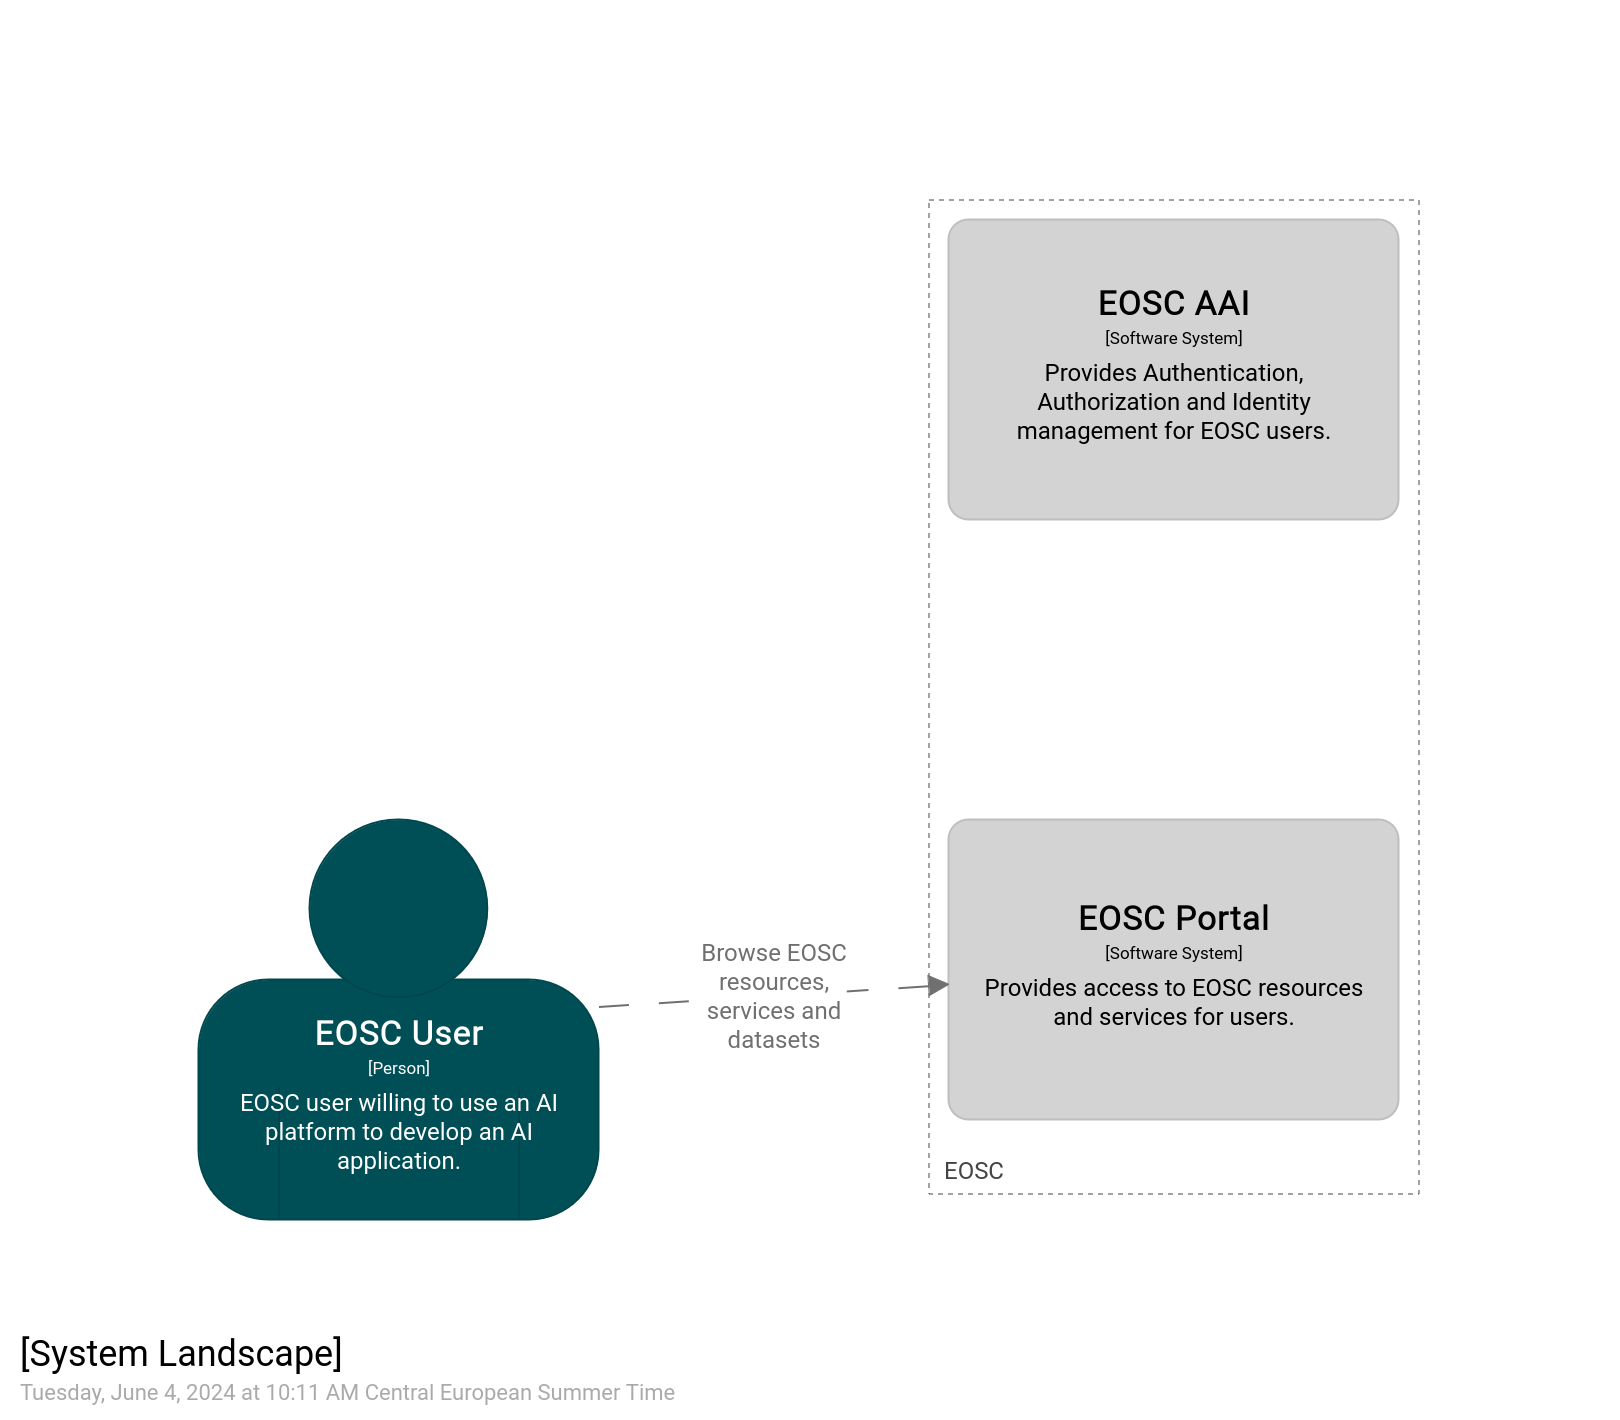 EOSC AAI
[Software System]
Provides Authentication,
Authorization and Identity
management for EOSC users.
EOSC User
[Person]
EOSC user willing to use an AI
platform to develop an AI
application.
Browse EOSC
resources,
services and
datasets
EOSC Portal
[Software System]
Provides access to EOSC resources
and services for users.
EOSC
[System Landscape]
Tuesday, June 4, 2024 at 10:11 AM Central European Summer Time